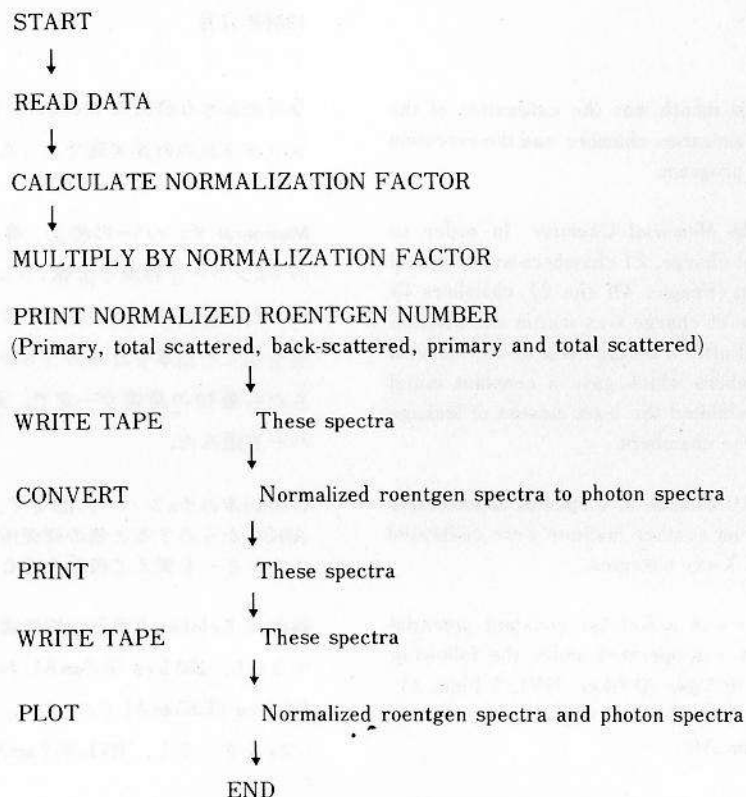 START
↓
READ DATA
↓
CALCULATE NORMALIZATION FACTOR
↓
MULTIPLY BY NORMALIZATION FACTOR
PRINT NORMALIZED ROENTGEN NUMBER
(Primary, total scattered, back-scattered, primary and total scattered)
↓
WRITE TAPE These spectra
↓
CONVERT Normalized roentgen spectra to photon spectra
↓
PRINT These spectra
↓
WRITE TAPE These spectra
↓
PLOT Normalized roentgen spectra and photon spectra
↓
END